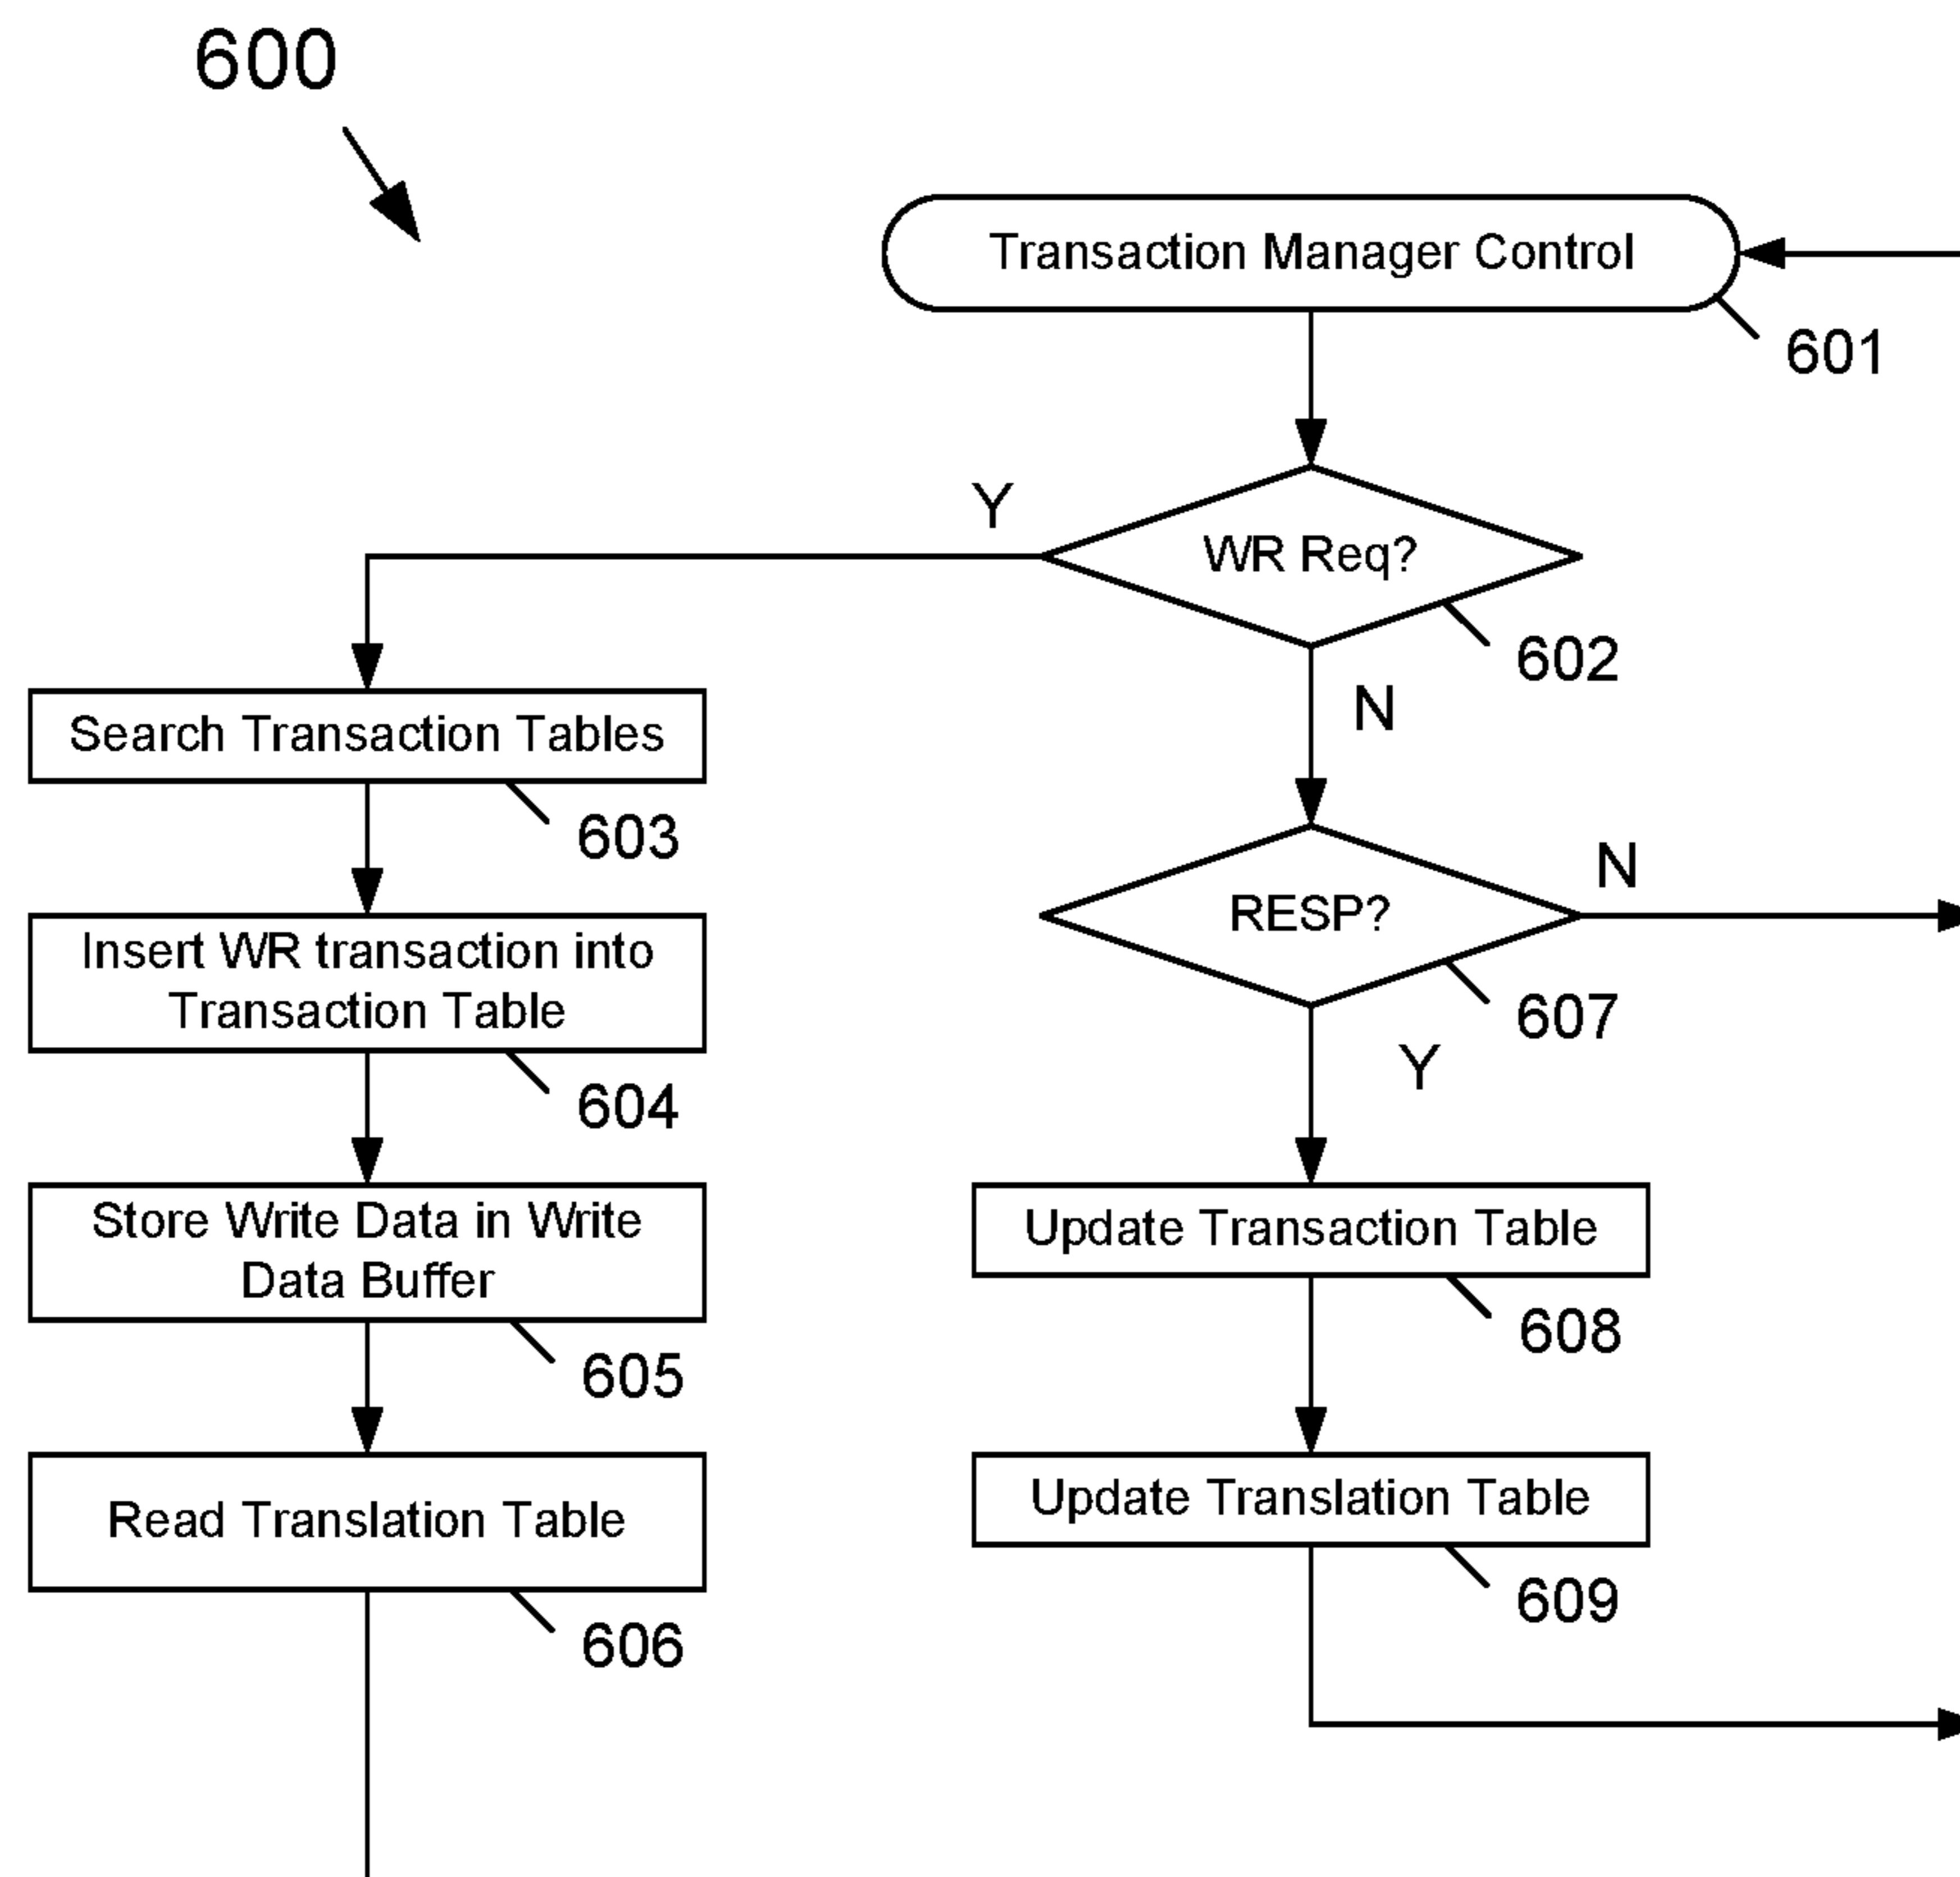 600
Transaction Manager Control
601
Y
WR Req?
602
N
Search Transaction Tables
603
RESP?
N
607
Insert WR transaction into
Transaction Table
604
Y
Store Write Data in Write
Data Buffer
605
Update Transaction Table
608
Read Translation Table
606
Update Translation Table
609